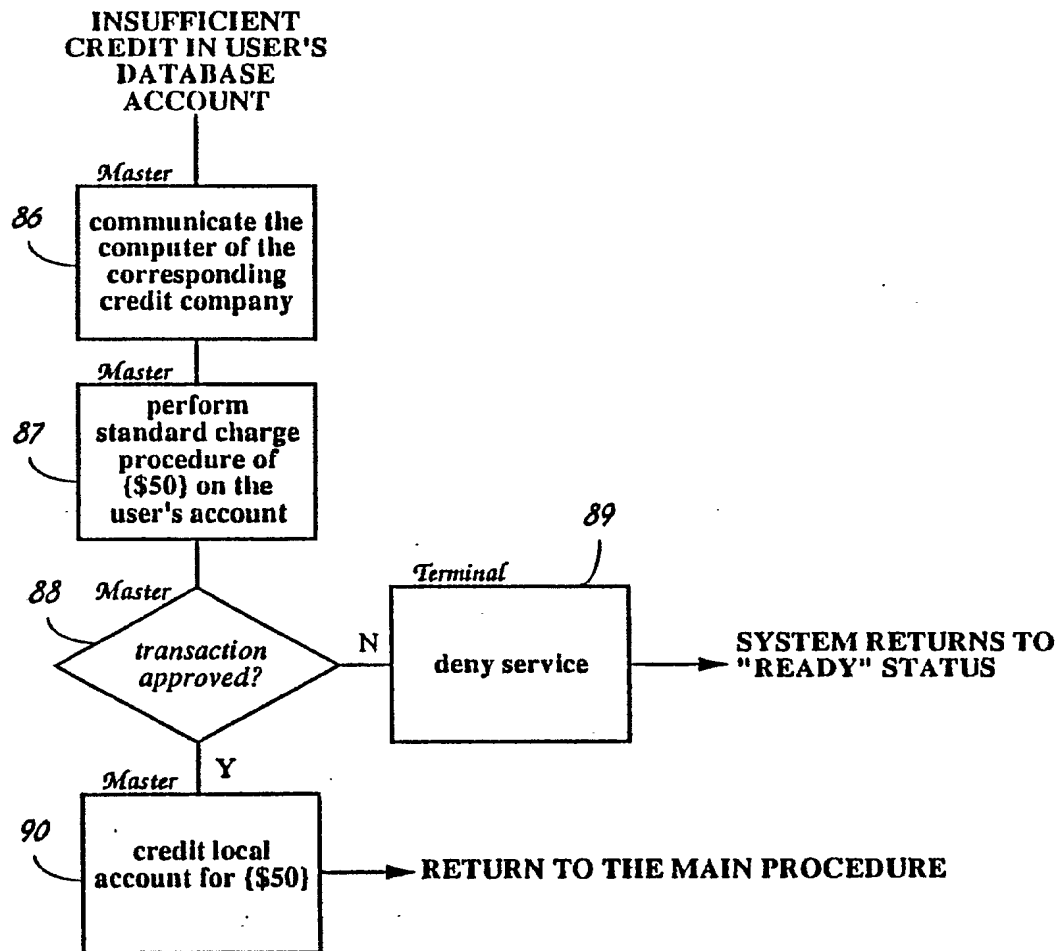 INSUFFICIENT
CREDIT IN USER'S
DATABASE
ACCOUNT
Master
86
communicate the
computer of the
corresponding
credit company
Master
87
perform
standard charge
procedure of
{$50} on the
user's account
88
Master
transaction
approved?
N
Terminal
89
deny service
SYSTEM RETURNS TO
"READY" STATUS
Y
Master
90
credit local
account for {$50}
RETURN TO THE MAIN PROCEDURE